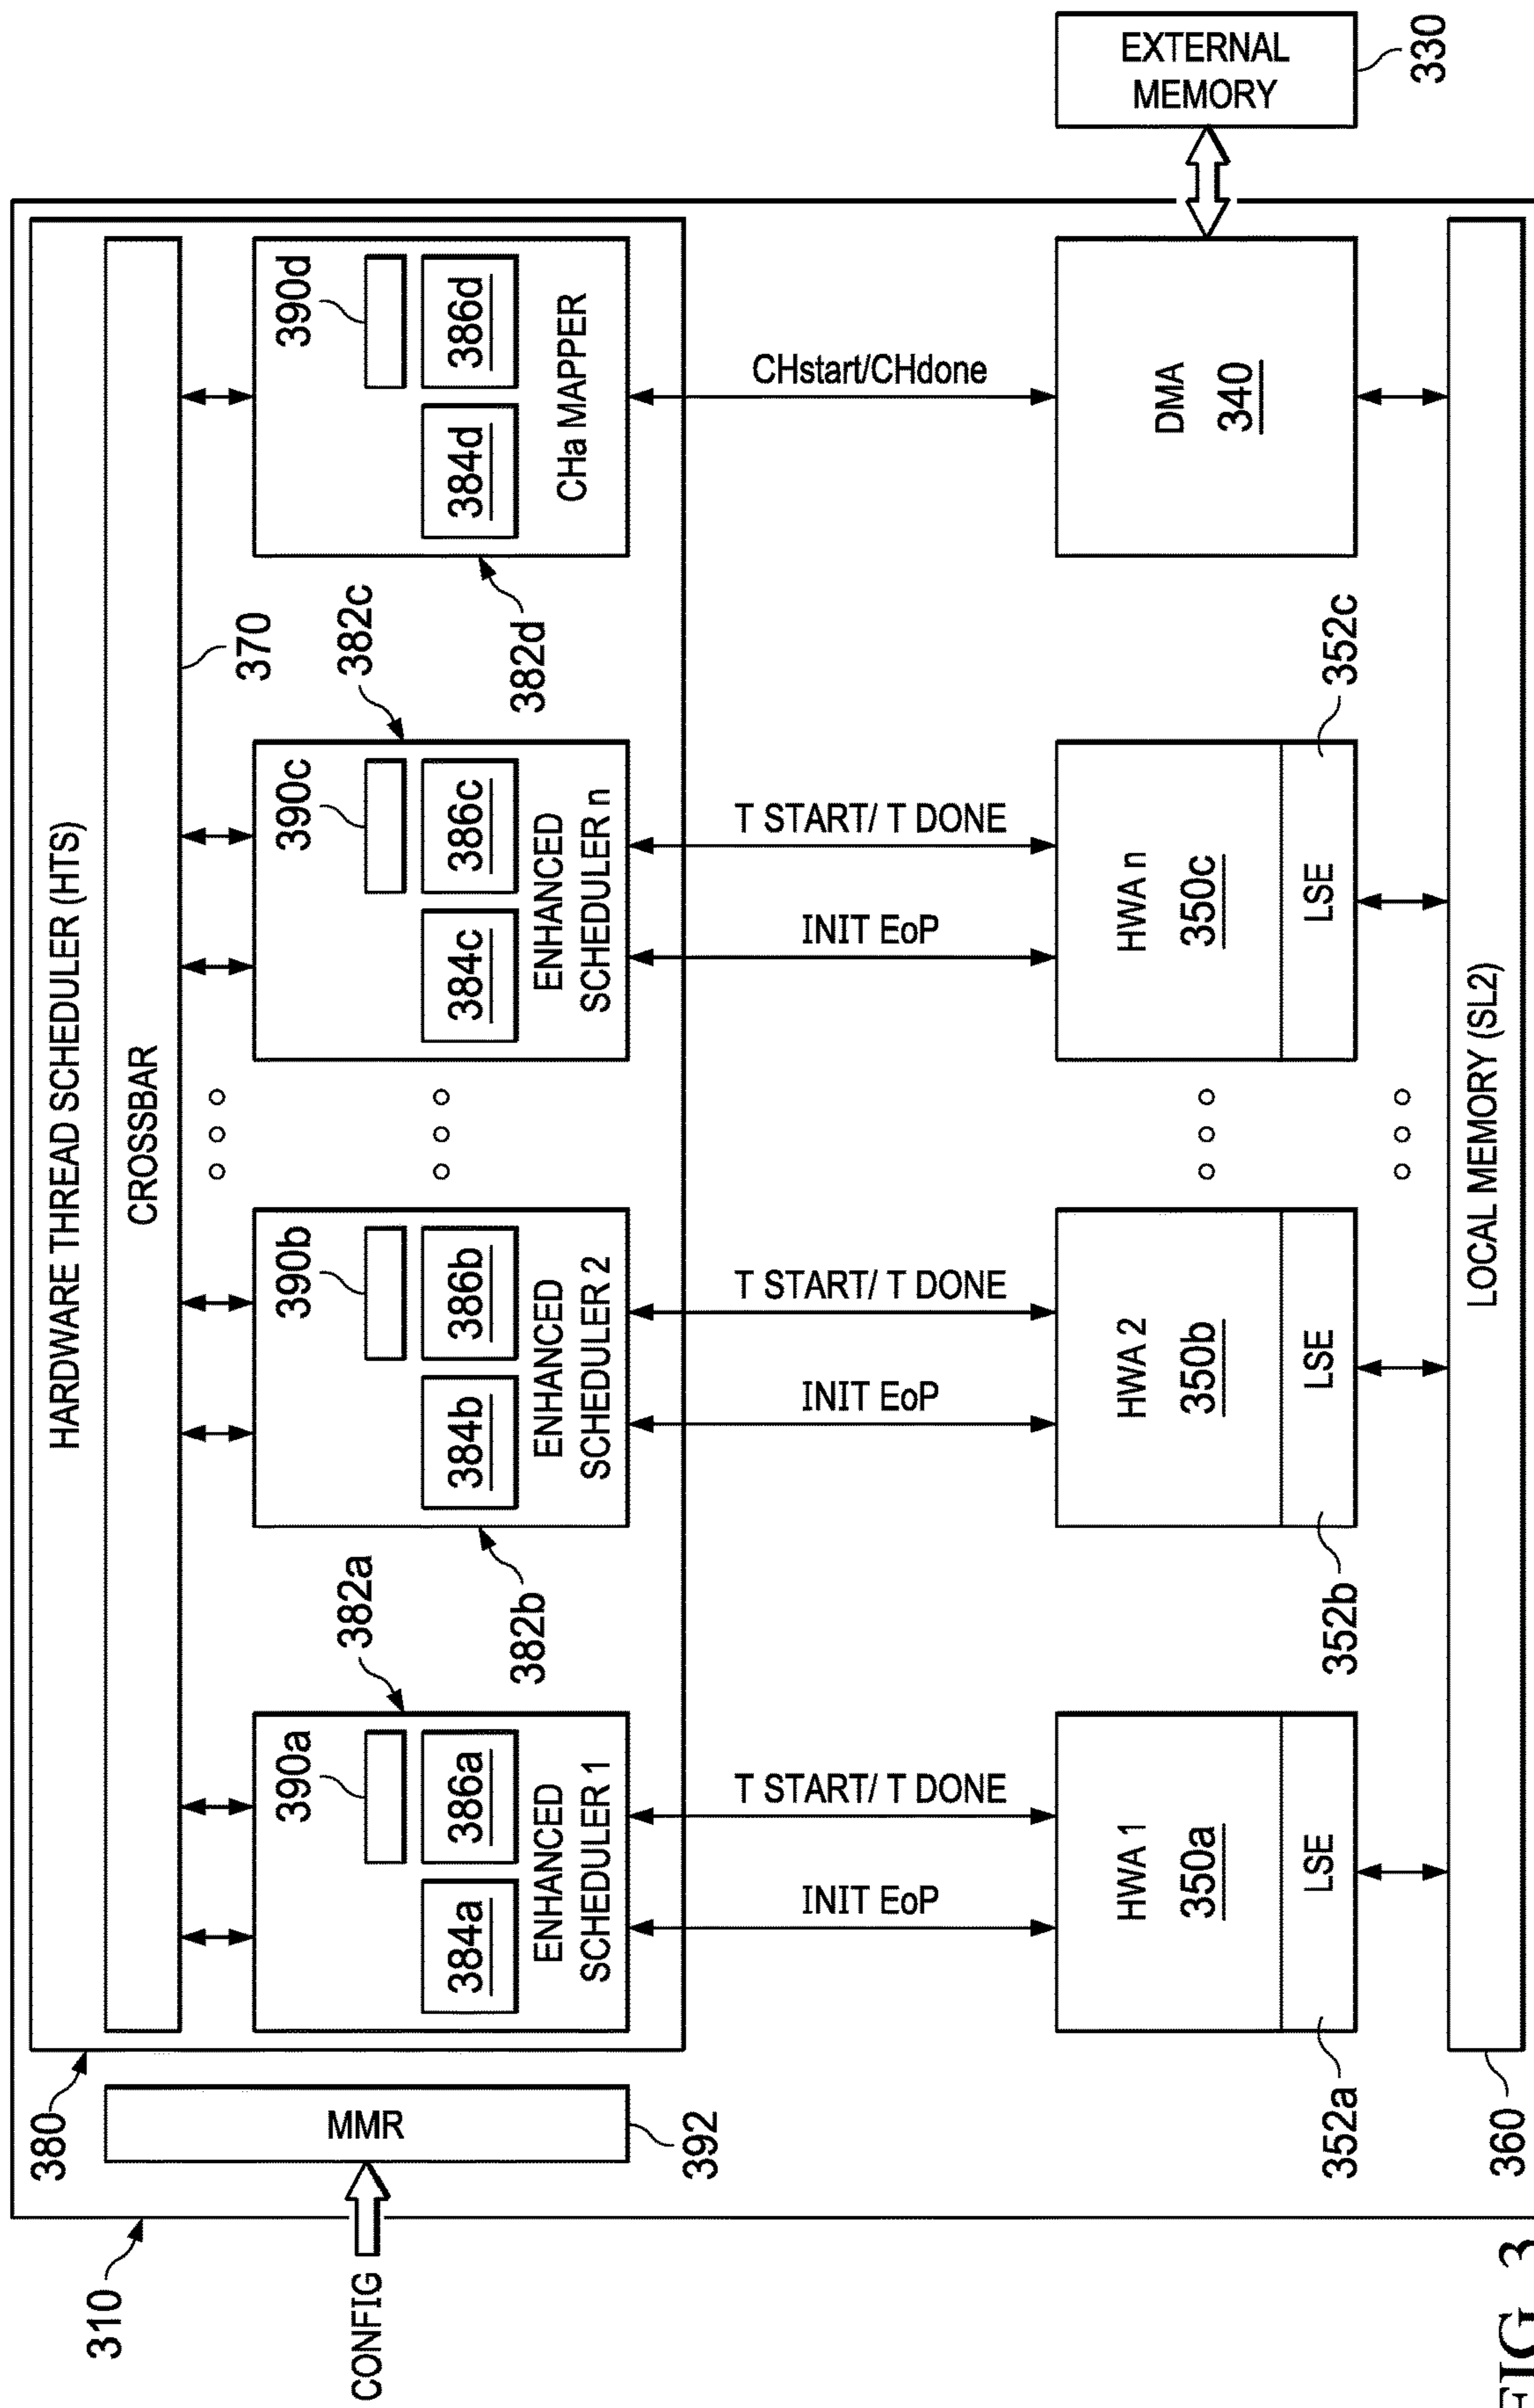 310
380
HARDWARE THREAD SCHEDULER (HTS)
CROSSBAR
370
CONFIG
MMR
392
382a
390a
384a
386a
ENHANCED
SCHEDULER 1
382b
390b
384b
386b
ENHANCED
SCHEDULER 2
382c
390c
384c
386c
ENHANCED
SCHEDULER n
382d
390d
384d
386d
CHa MAPPER
INIT EoP
T START/ T DONE
INIT EoP
T START/ T DONE
INIT EoP
T START/ T DONE
CHstart/CHdone
HWA 1
350a
LSE
352a
HWA 2
350b
LSE
352b
HWA n
350c
LSE
352c
DMA
340
EXTERNAL
MEMORY
330
LOCAL MEMORY (SL2)
360
FIG. 3